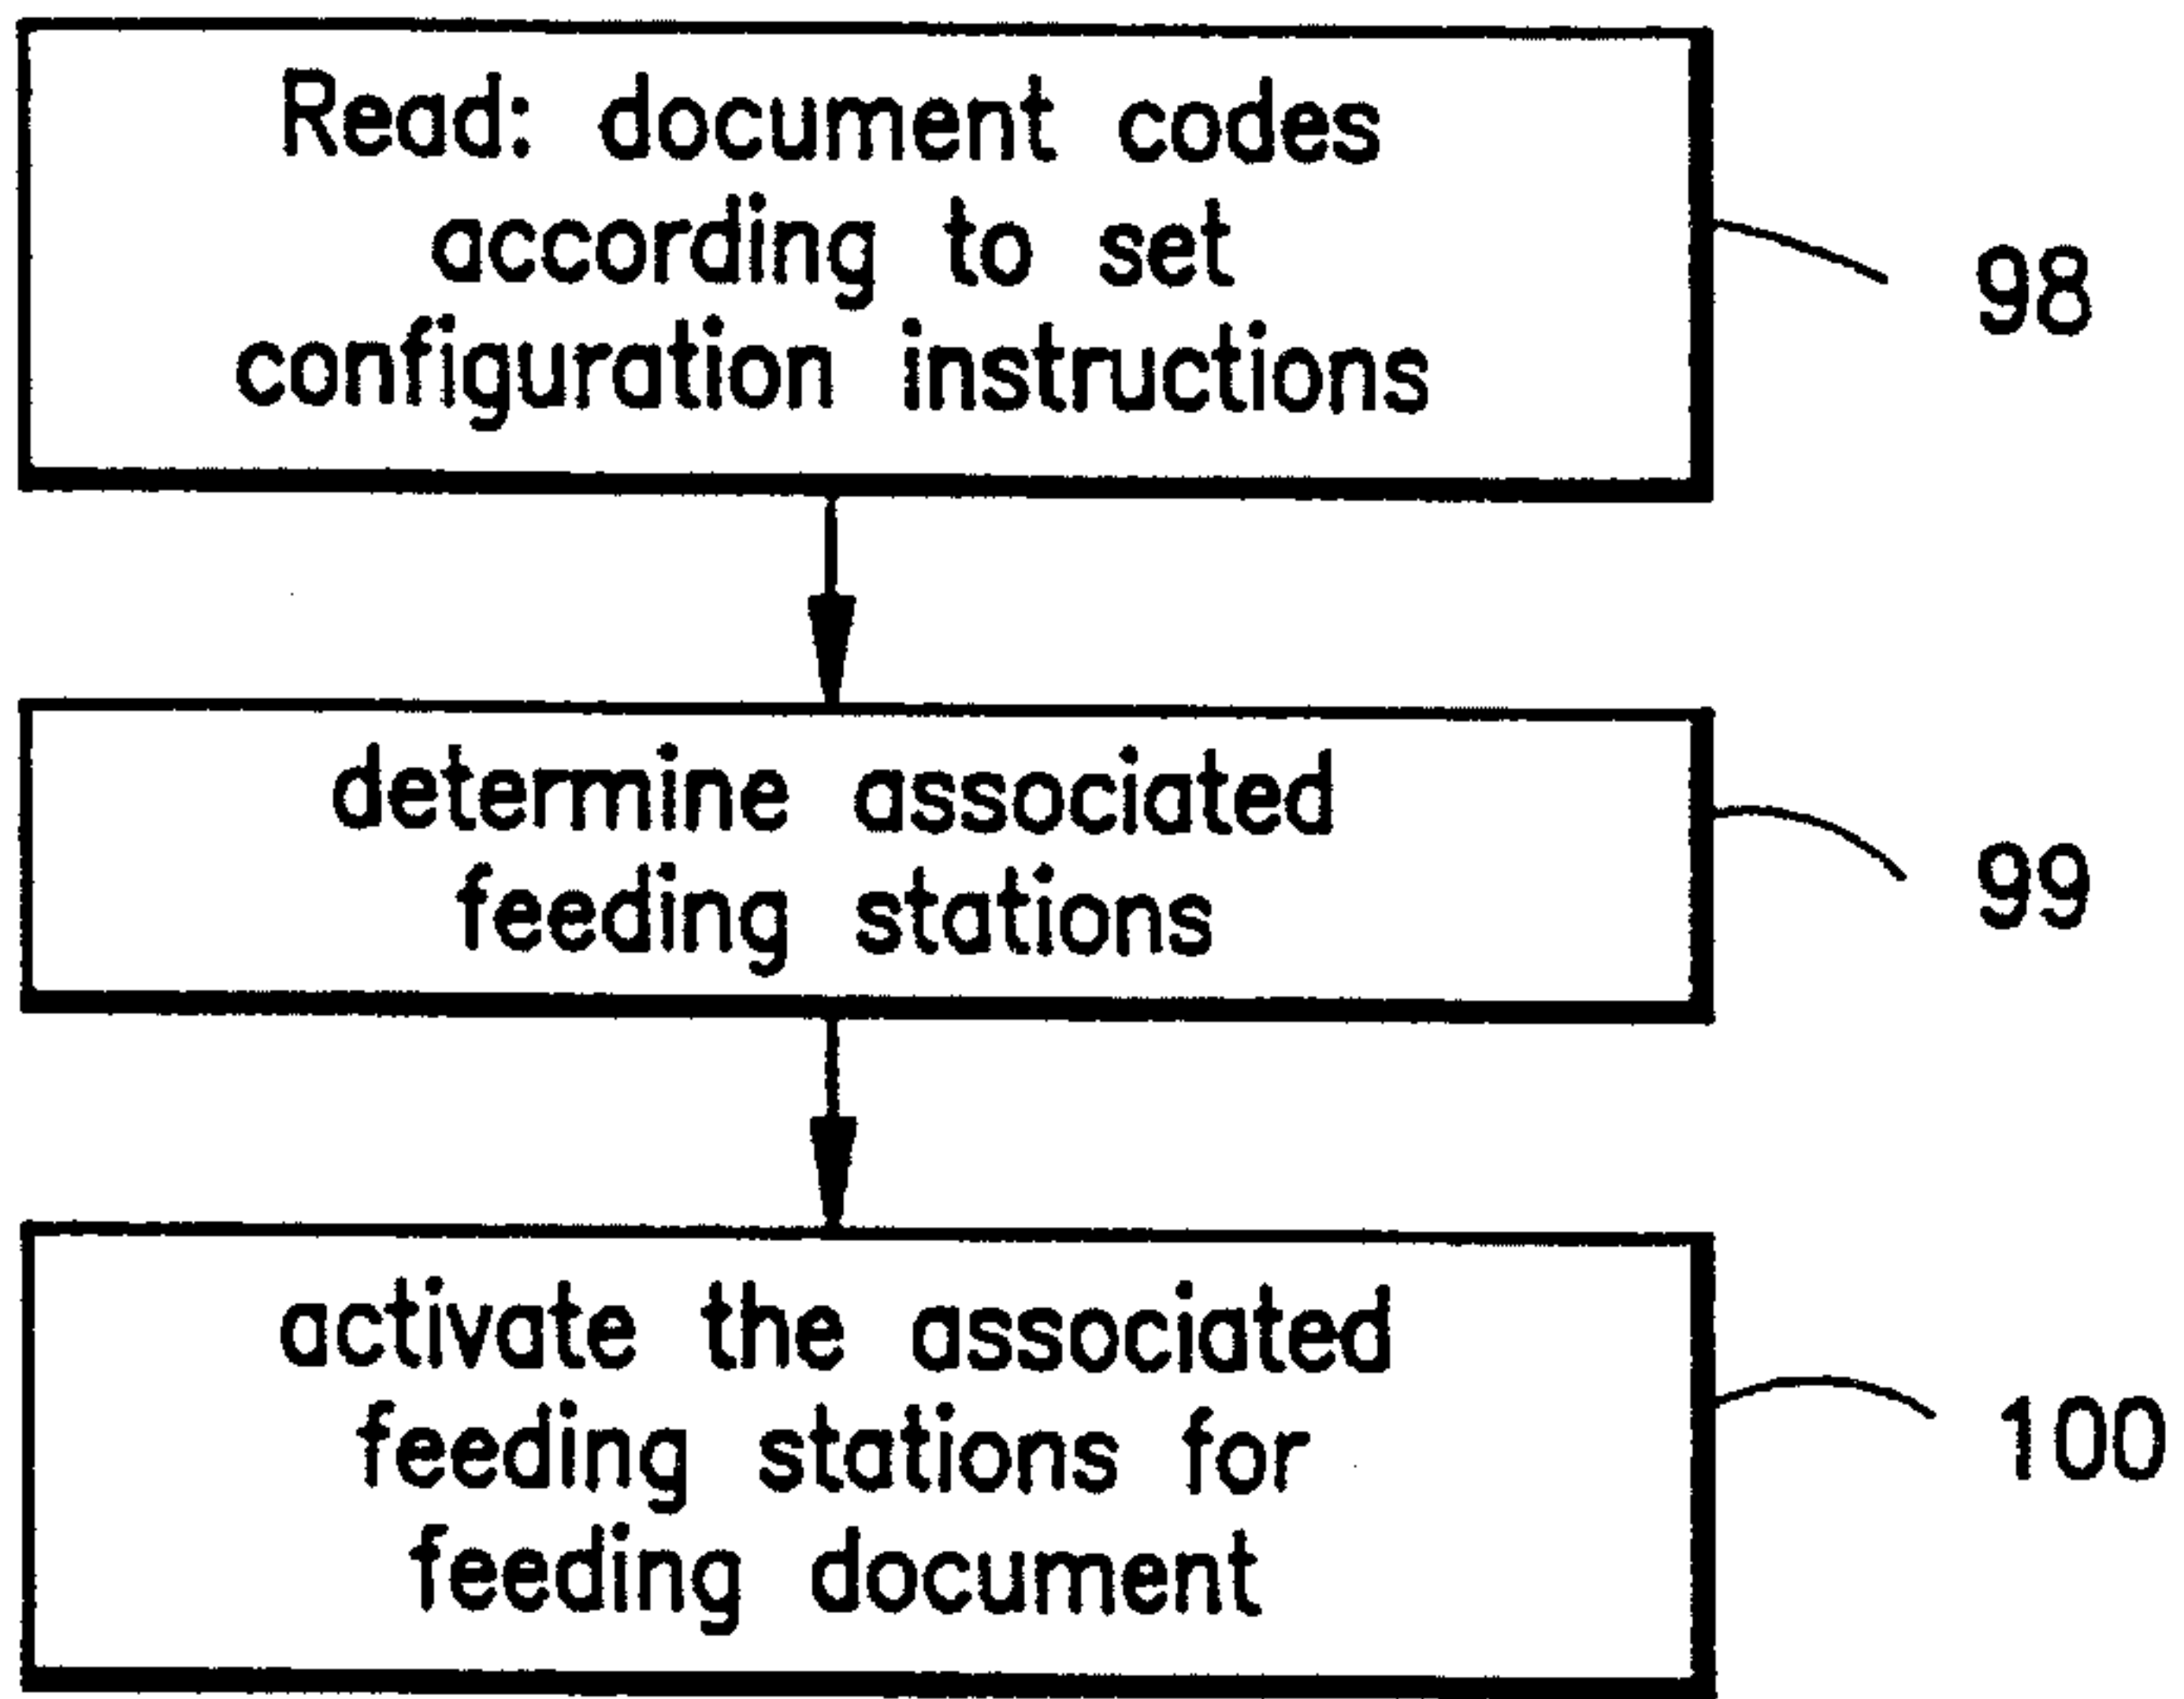 Read: document codes
according to set
configuration instructions
98
determine associated
feeding stations
99
activate the associated
feeding stations for
feeding document
100